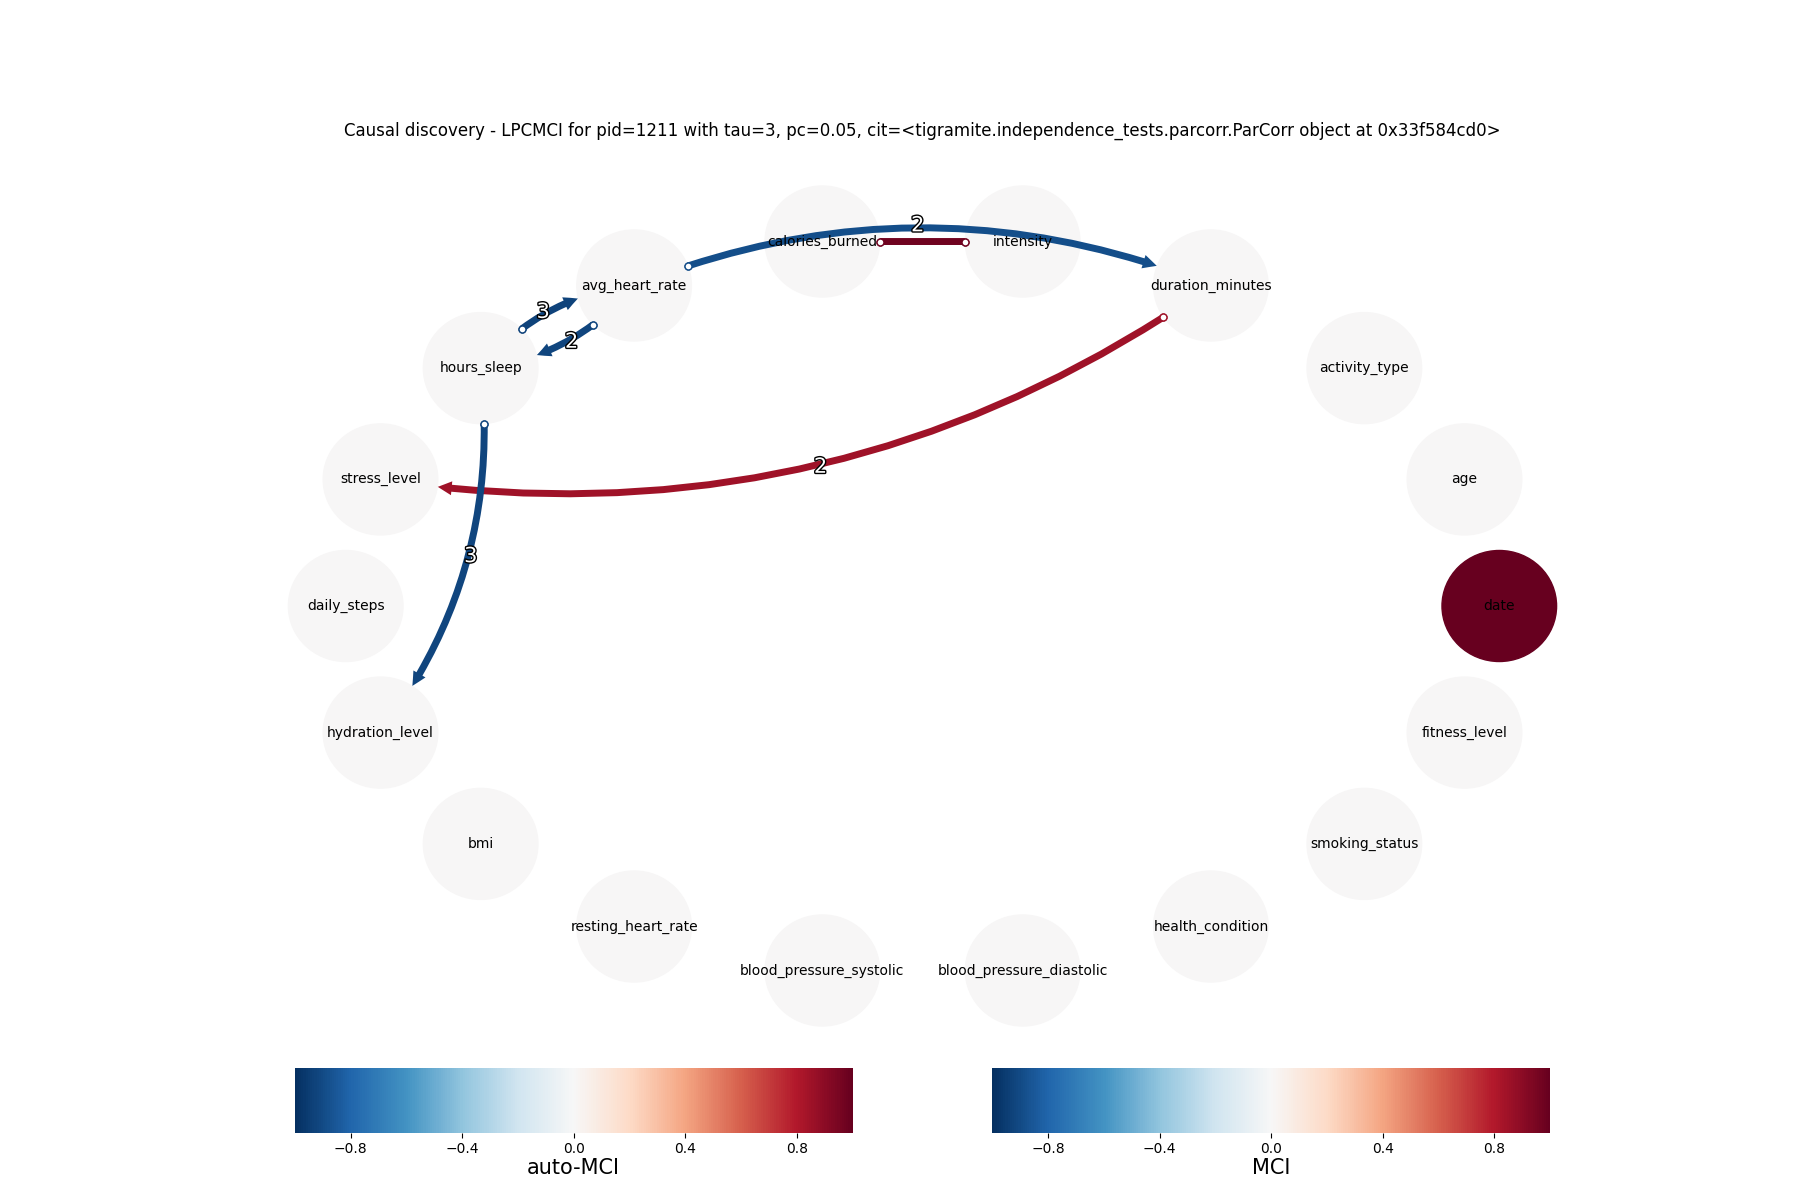 Causal discovery - LPCMCI for pid=1211 with tau=3, pc=0.05, cit=<tigramite.independence_tests.parcorr.ParCorr object at 0x33f584cd0>
2
calories_burned
intensity
avg_heart_rate
duration_minutes
3
2
hours_sleep
activity_type
2
stress_level
age
3
daily_steps
date
hydration_level
fitness_level
bmi
smoking_status
resting_heart_rate
health_condition
blood_pressure_systolic
blood_pressure_diastolic
−0.8 −0.4 0.0 0.4 0.8
auto-MCI
−0.8 −0.4 0.0 0.4 0.8
MCI